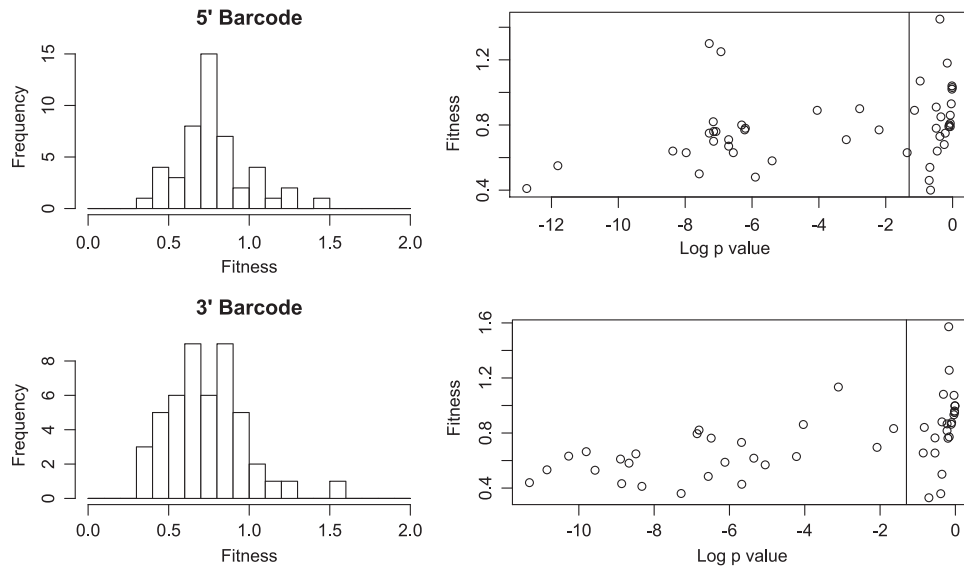 5' Barcode
Frequency
15
10
5
0
0.0 0.5 1.0 1.5 2.0
Fitness
Fitness
1.2
0.8
0.4
-12 -10 -8 -6 -4 -2 0
Log p value
3' Barcode
Frequency
8
6
4
2
0
0.0 0.5 1.0 1.5 2.0
Fitness
Fitness
1.6
1.2
0.8
0.4
-10 -8 -6 -4 -2 0
Log p value